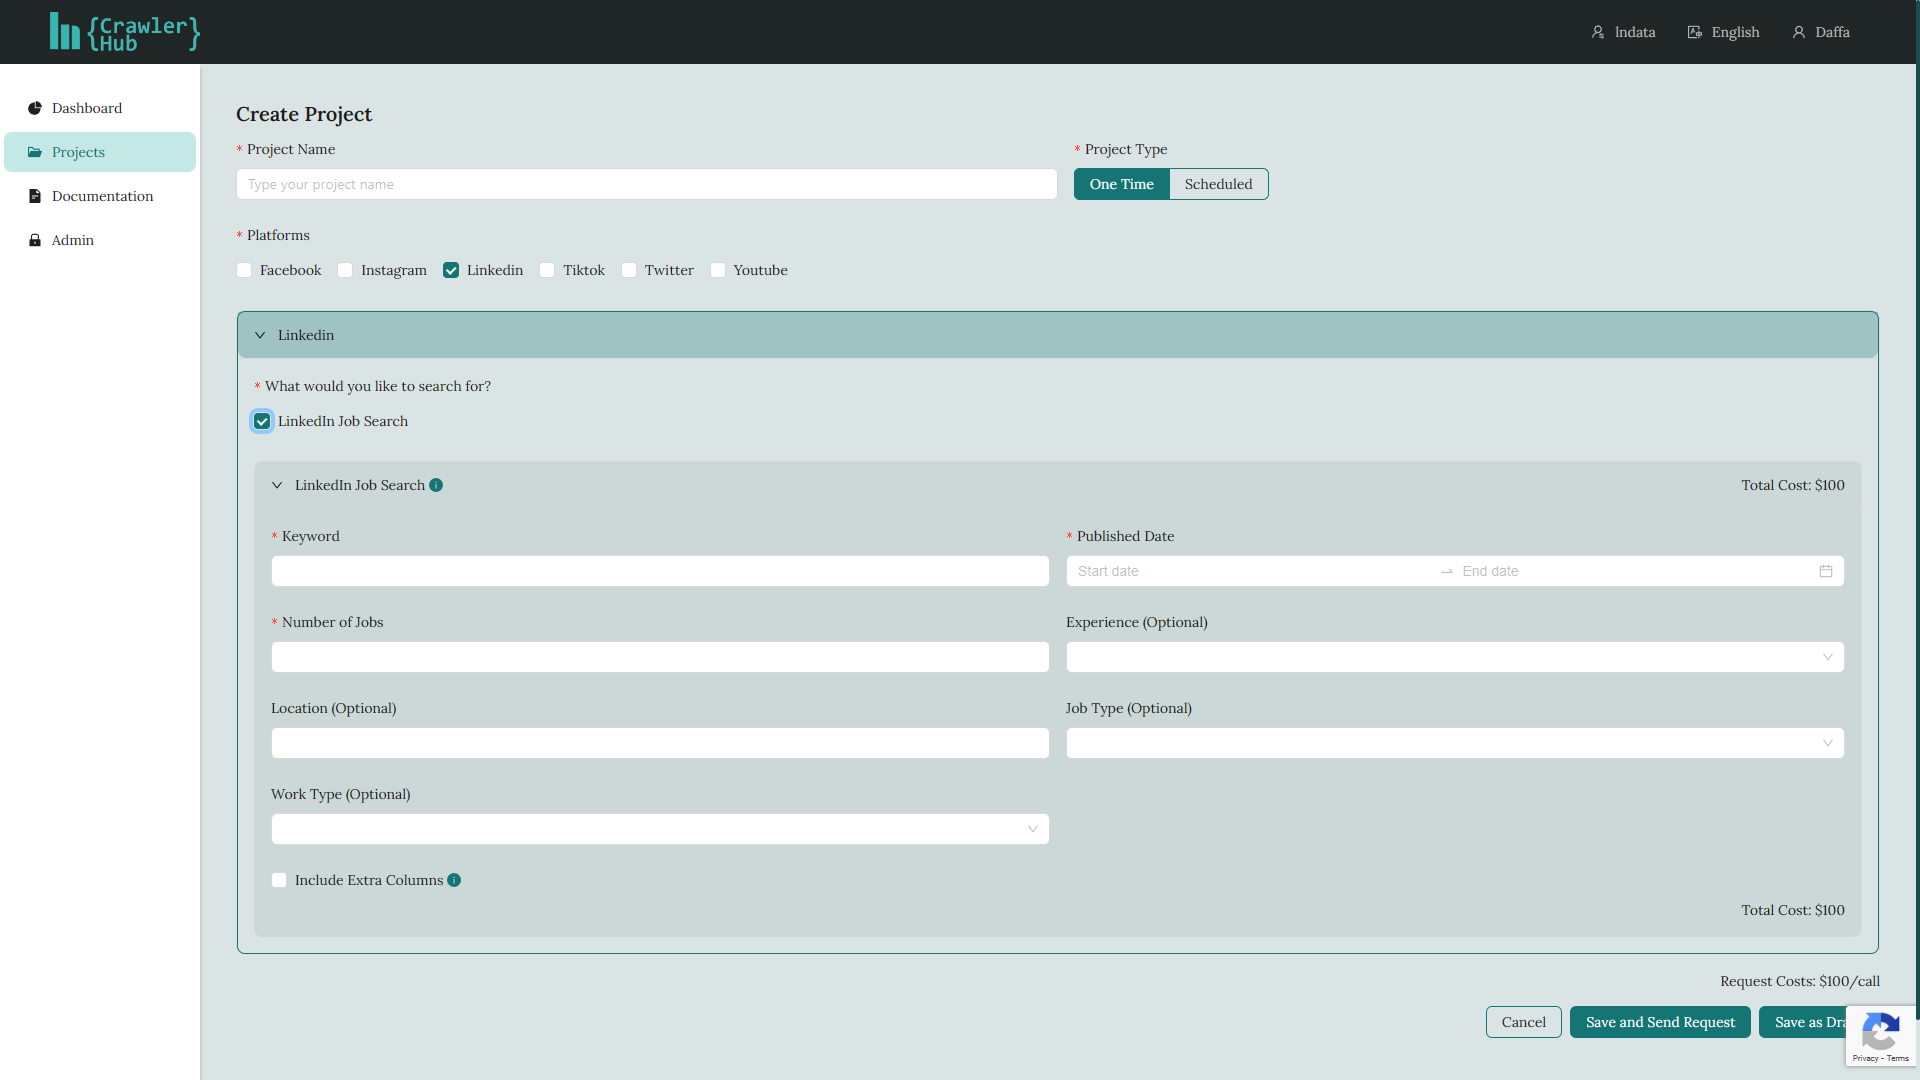 {Crawler Hub}
Indata
English
Daffa
Dashboard
Projects
Documentation
Admin
Create Project
* Project Name
* Project Type
Type your project name
One Time
Scheduled
* Platforms
Facebook
Instagram
Linkedin
Tiktok
Twitter
Youtube
Linkedin
* What would you like to search for?
LinkedIn Job Search
LinkedIn Job Search
Total Cost: $100
* Keyword
* Published Date
Start date
End date
* Number of Jobs
Experience (Optional)
Location (Optional)
Job Type (Optional)
Work Type (Optional)
Include Extra Columns
Total Cost: $100
Request Costs: $100/call
Cancel
Save and Send Request
Save as Dra
Privacy - Terms